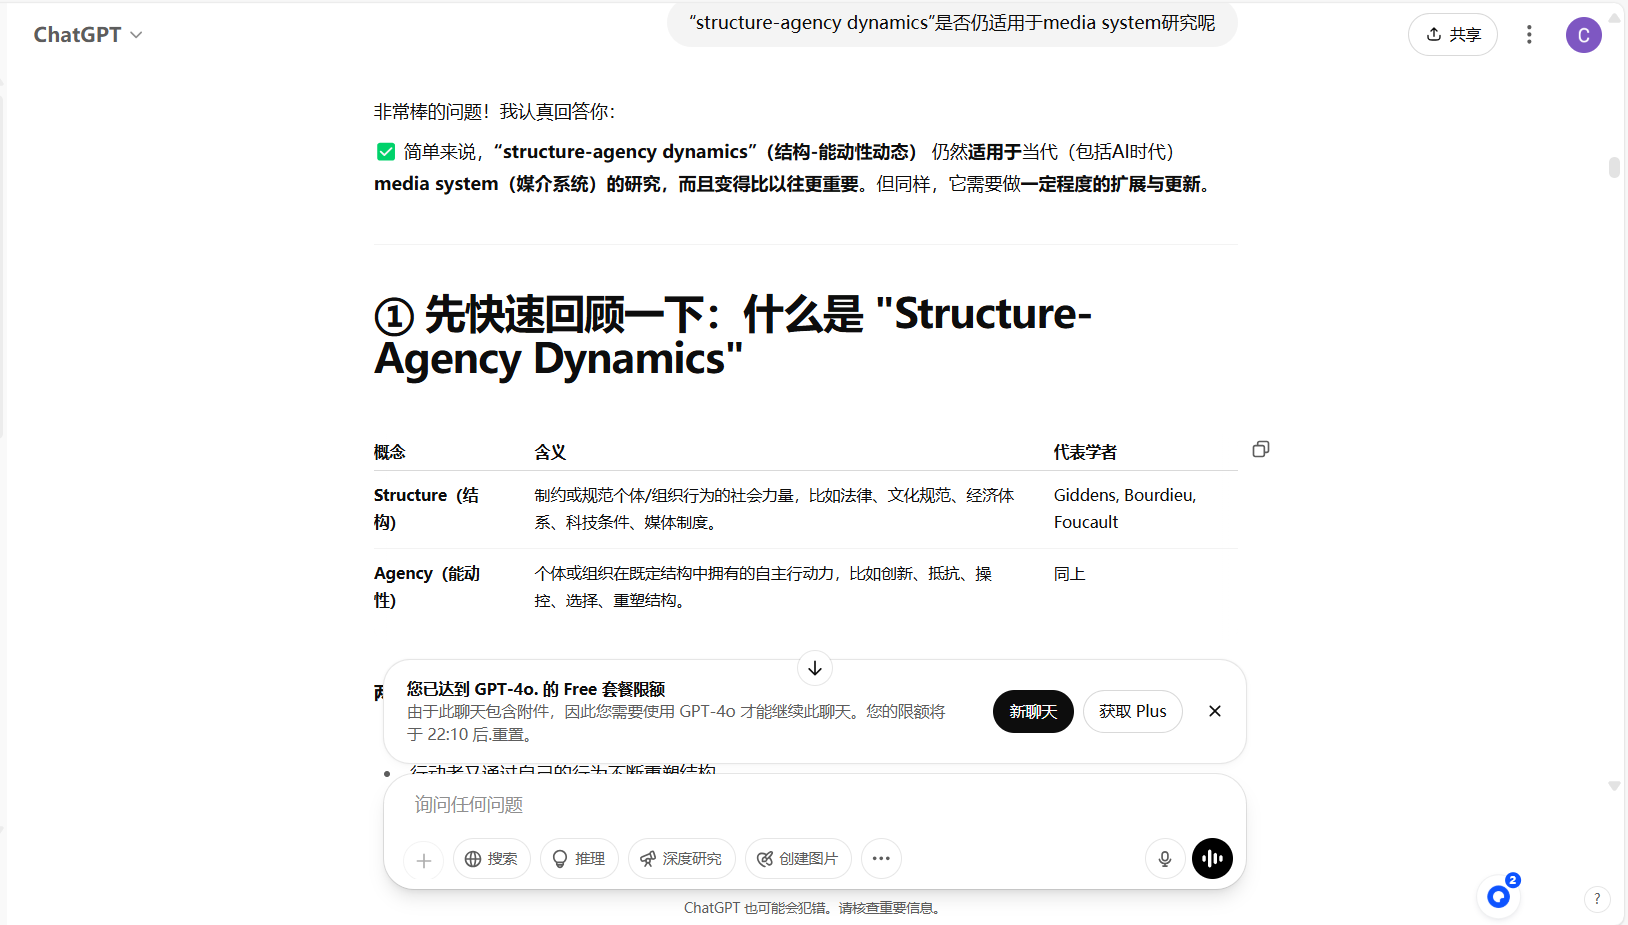 ChatGPT
“structure-agency dynamics”是否仍适用于media system研究呢
共享
C
非常棒的问题！我认真回答你：
✅ 简单来说，“structure-agency dynamics”（结构-能动性动态） 仍然适用于当代（包括AI时代）
media system（媒介系统）的研究，而且变得比以往更重要。但同样，它需要做一定程度的扩展与更新。
① 先快速回顾一下：什么是 "Structure-
Agency Dynamics"
概念 含义 代表学者
Structure（结
构）
制约或规范个体/组织行为的社会力量，比如法律、文化规范、经济体
系、科技条件、媒体制度。
Giddens, Bourdieu,
Foucault
Agency（能动
性）
个体或组织在既定结构中拥有的自主行动力，比如创新、抵抗、操
控、选择、重塑结构。
同上
您已达到 GPT-4o. 的 Free 套餐限额
由于此聊天包含附件，因此您需要使用 GPT-4o 才能继续此聊天。您的限额将
于 22:10 后.重置。
新聊天
获取 Plus
行动者又通过自己的行为不断重塑结构
询问任何问题
搜索
推理
深度研究
创建图片
ChatGPT 也可能会犯错。请核查重要信息。
2
?